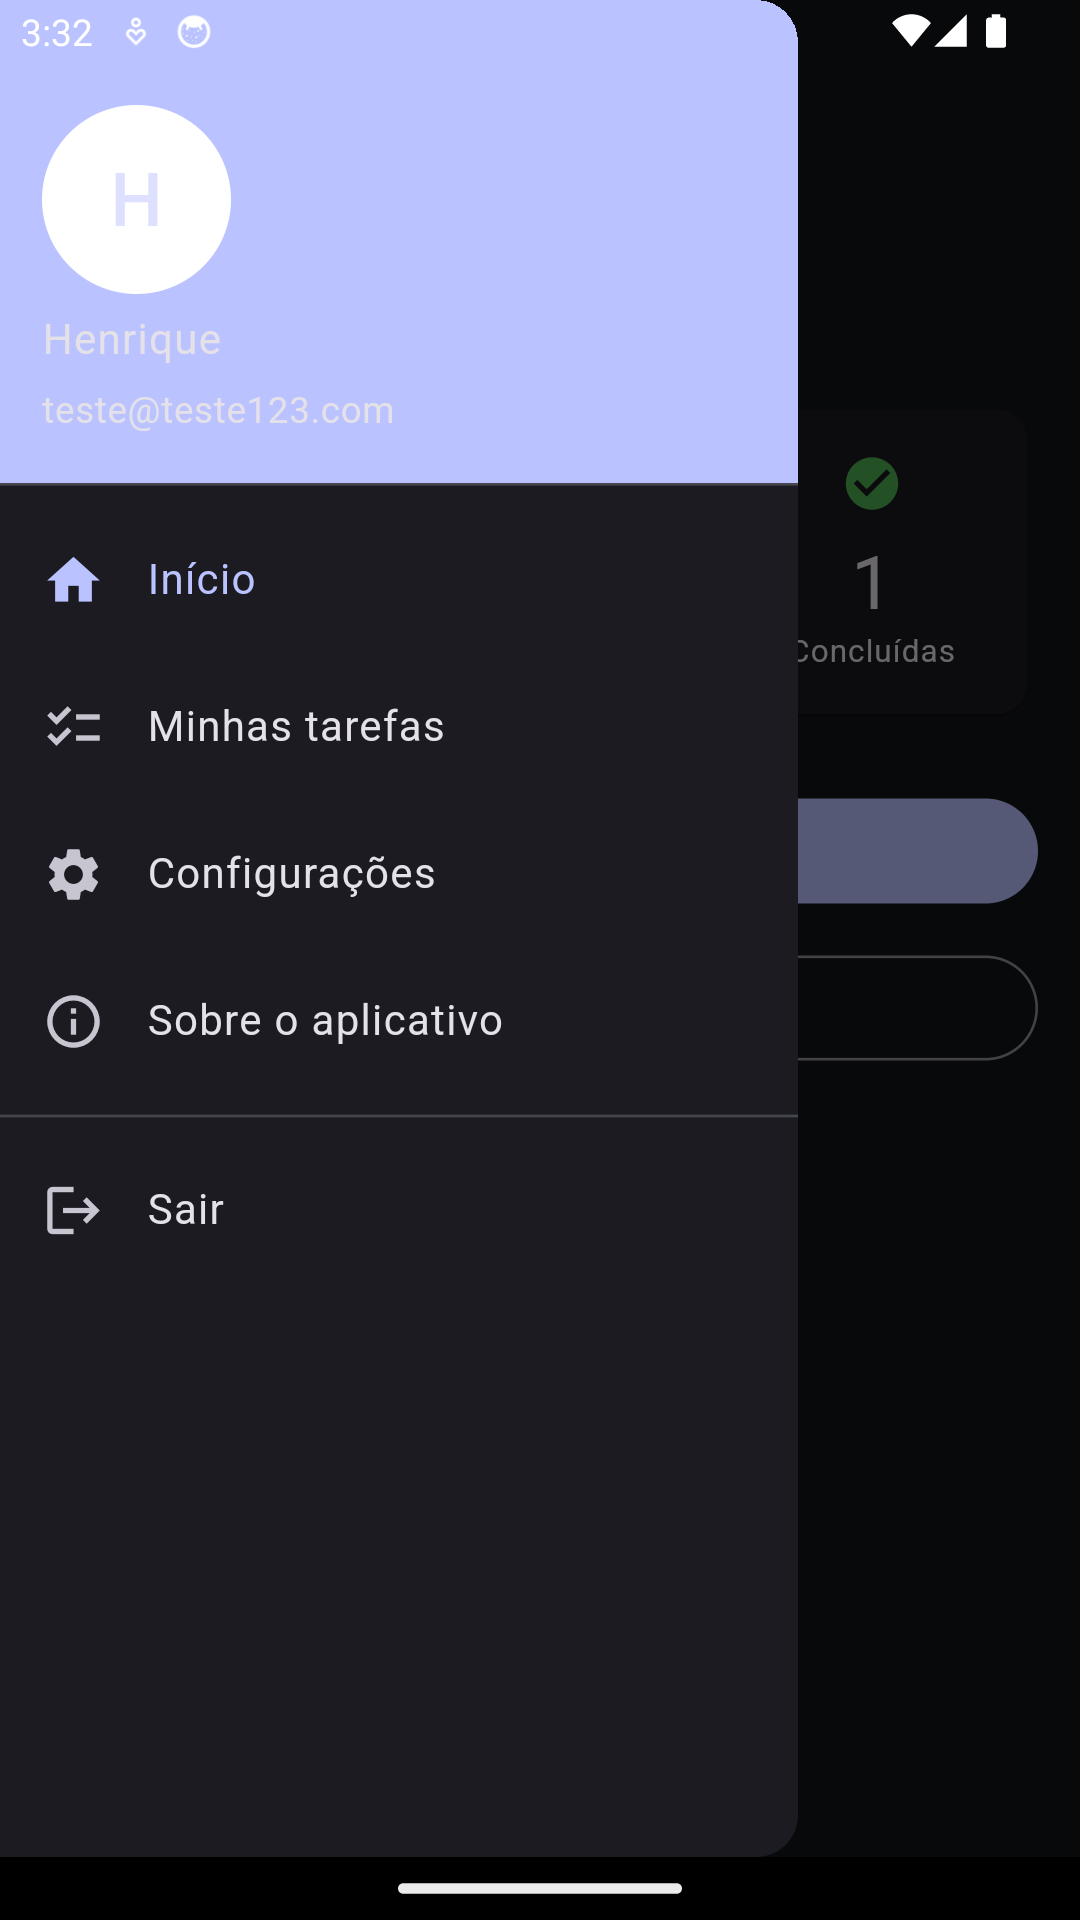 3:32
H
Henrique
teste@teste123.com
1
Concluídas
Início
Minhas tarefas
Configurações
Sobre o aplicativo
Sair